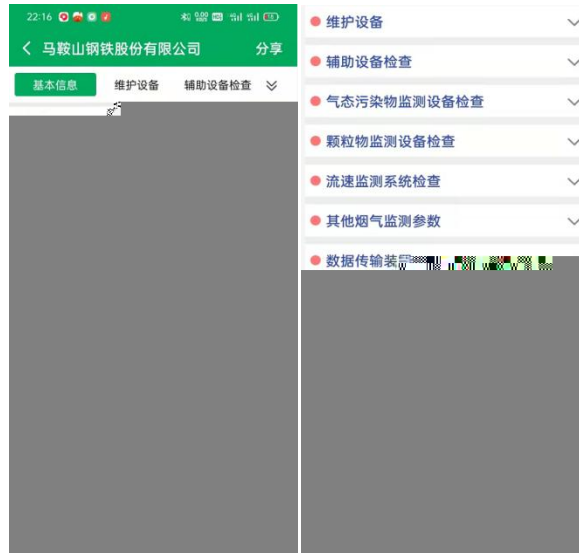 22:16
马鞍山钢铁股份有限公司 分享
基本信息 维护设备 辅助设备检查
维护设备
辅助设备检查
气态污染物监测设备检查
颗粒物监测设备检查
流速监测系统检查
其他烟气监测参数
数据传输装